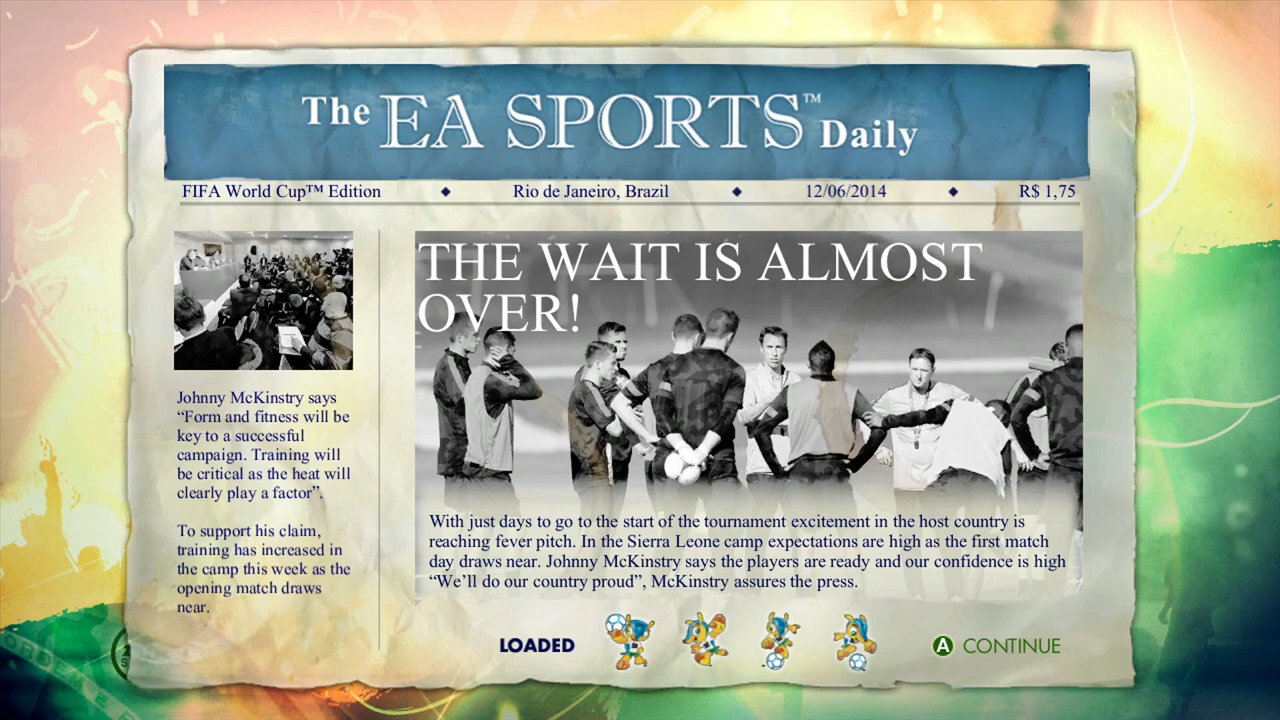 The EA SPORTS™ Daily
FIFA World Cup™ Edition ◆ Rio de Janeiro, Brazil ◆ 12/06/2014 ◆ R$ 1,75
Johnny McKinstry says
“Form and fitness will be
key to a successful
campaign. Training will
be critical as the heat will
clearly play a factor”.
To support his claim,
training has increased in
the camp this week as the
opening match draws
near.
THE WAIT IS ALMOST
OVER!
With just days to go to the start of the tournament excitement in the host country is
reaching fever pitch. In the Sierra Leone camp expectations are high as the first match
day draws near. Johnny McKinstry says the players are ready and our confidence is high
“We’ll do our country proud”, McKinstry assures the press.
LOADED
A CONTINUE